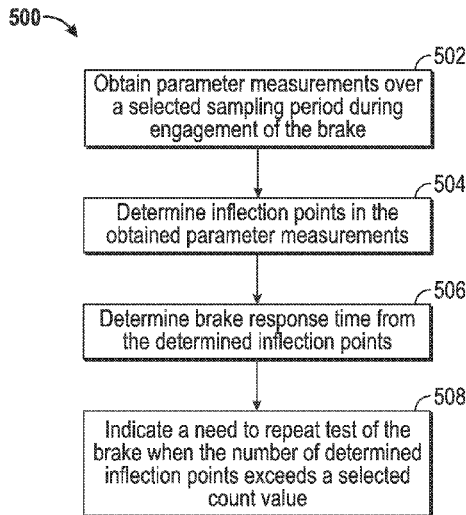 500
502
Obtain parameter measurements over
a selected sampling period during
engagement of the brake
504
Determine inflection points in the
obtained parameter measurements
506
Determine brake response time from
the determined inflection points
508
Indicate a need to repeat test of the
brake when the number of determined
inflection points exceeds a selected
count value